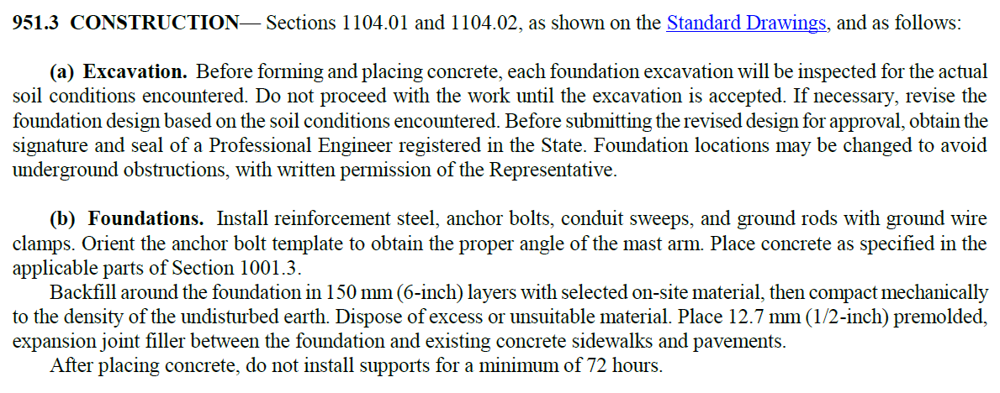 951.3 CONSTRUCTION— Sections 1104.01 and 1104.02, as shown on the Standard Drawings, and as follows:
(a) Excavation. Before forming and placing concrete, each foundation excavation will be inspected for the actual
soil conditions encountered. Do not proceed with the work until the excavation is accepted. If necessary, revise the
foundation design based on the soil conditions encountered. Before submitting the revised design for approval, obtain the
signature and seal of a Professional Engineer registered in the State. Foundation locations may be changed to avoid
underground obstructions, with written permission of the Representative.
(b) Foundations. Install reinforcement steel, anchor bolts, conduit sweeps, and ground rods with ground wire
clamps. Orient the anchor bolt template to obtain the proper angle of the mast arm. Place concrete as specified in the
applicable parts of Section 1001.3.
Backfill around the foundation in 150 mm (6-inch) layers with selected on-site material, then compact mechanically
to the density of the undisturbed earth. Dispose of excess or unsuitable material. Place 12.7 mm (1/2-inch) premolded,
expansion joint filler between the foundation and existing concrete sidewalks and pavements.
After placing concrete, do not install supports for a minimum of 72 hours.